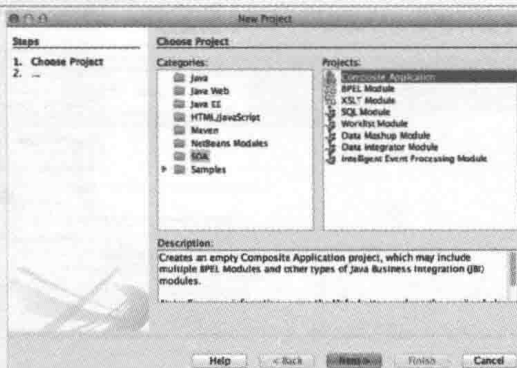 New Project
Steps
1. Choose Project
2. ...
Choose Project
Categories:
Java
Java Web
Java EE
HTML/JavaScript
Maven
NetBeans Modules
SOA
Samples
Projects:
Composite Application
BPEL Module
XSLT Module
SQL Module
Worklist Module
Data Mashup Module
Data Integrator Module
Intelligent Event Processing Module
Description:
Creates an empty Composite Application project, which may include
multiple BPEL Modules and other types of Java Business Integration (JBI)
modules.
Help
< Back
Next >
Finish
Cancel